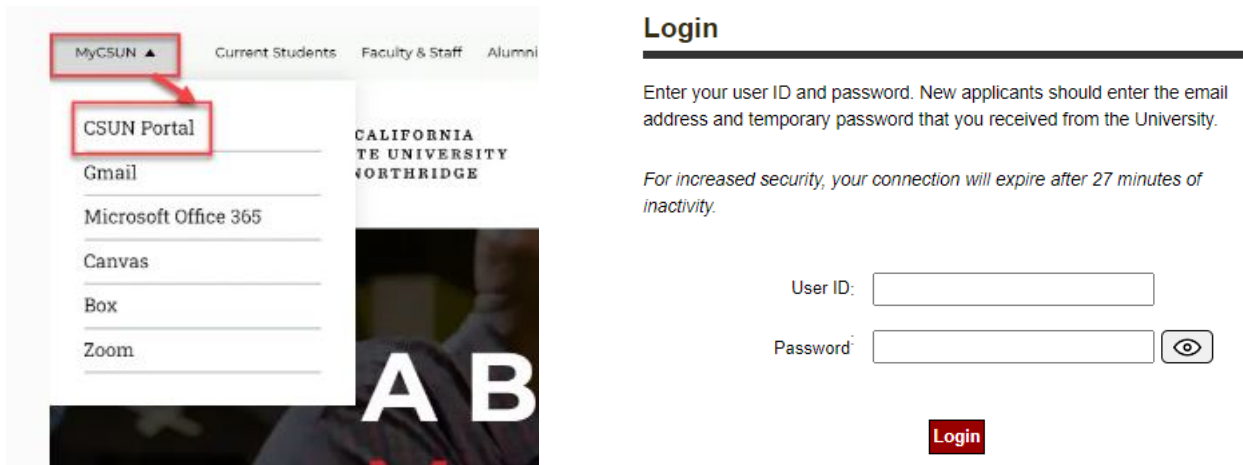 MyCSUN ▲ Current Students Faculty & Staff Alumni
CSUN Portal
Gmail
Microsoft Office 365
Canvas
Box
Zoom
CALIFORNIA
TE UNIVERSITY
NORTHRIDGE
A B
Login
Enter your user ID and password. New applicants should enter the email
address and temporary password that you received from the University.
For increased security, your connection will expire after 27 minutes of
inactivity.
User ID:
Password:
Login